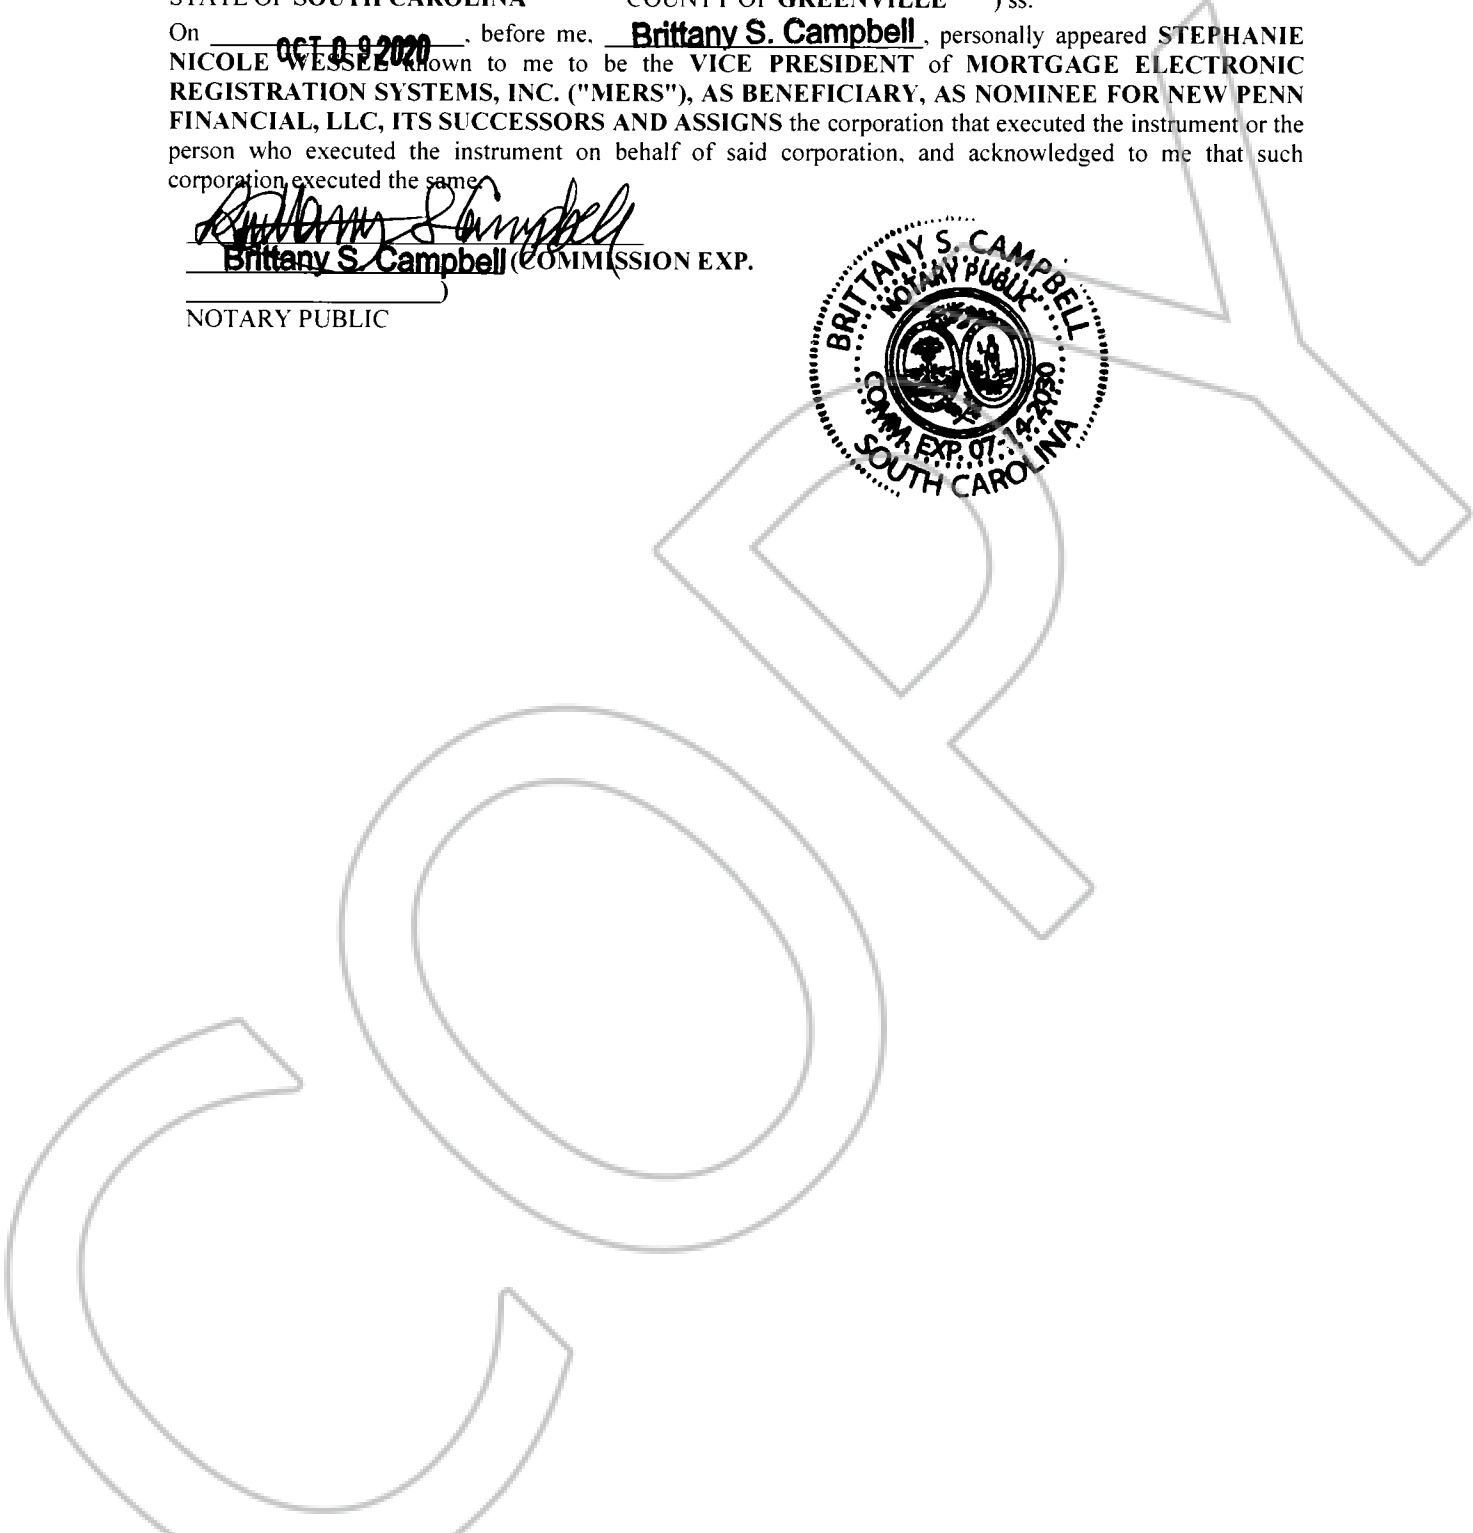 STATE OF SOUTH CAROLINA COUNTY OF GREENVILLE ) ss.
On OCT 09 2020, before me, Brittany S. Campbell, personally appeared STEPHANIE
NICOLE WESSEL known to me to be the VICE PRESIDENT of MORTGAGE ELECTRONIC
REGISTRATION SYSTEMS, INC. ("MERS"), AS BENEFICIARY, AS NOMINEE FOR NEW PENN
FINANCIAL, LLC, ITS SUCCESSORS AND ASSIGNS the corporation that executed the instrument or the
person who executed the instrument on behalf of said corporation, and acknowledged to me that such
corporation executed the same.
Brittany S Campbell
Brittany S. Campbell (COMMISSION EXP.
)
NOTARY PUBLIC
BRITTANY S. CAMPBELL
NOTARY PUBLIC
COMM. EXP. 07-14-2030
SOUTH CAROLINA
COPY